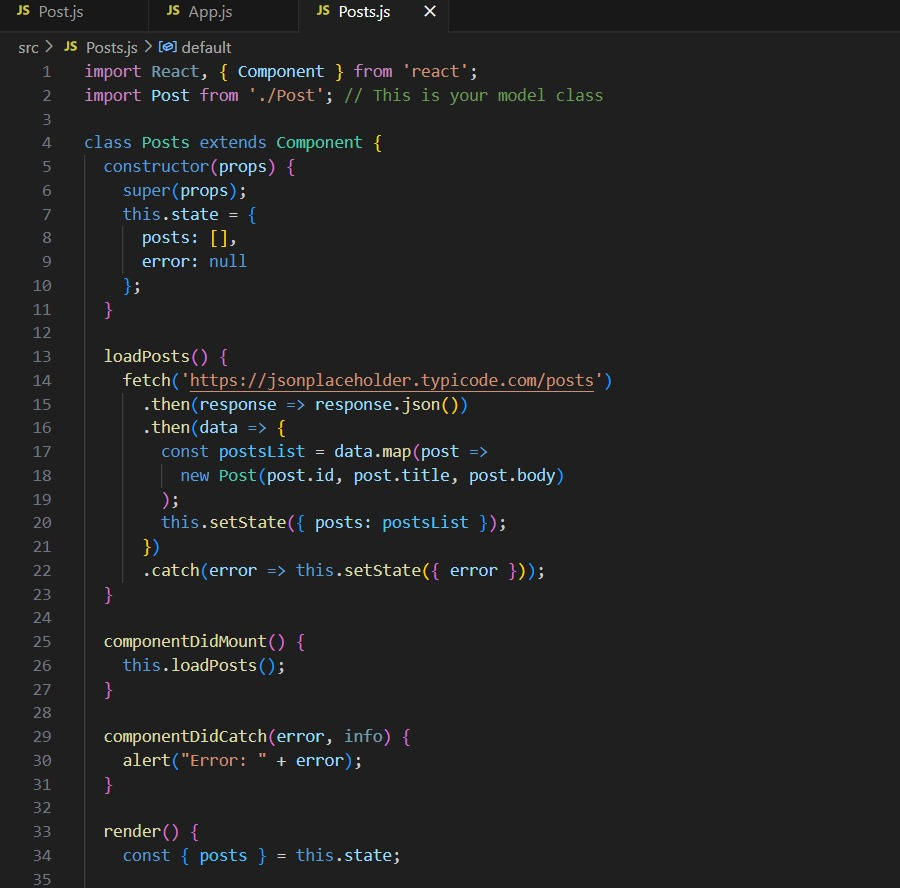 JS Post.js JS App.js JS Posts.js ×
src > JS Posts.js > default
1 import React, { Component } from 'react';
2 import Post from './Post'; // This is your model class
3
4 class Posts extends Component {
5   constructor(props) {
6     super(props);
7     this.state = {
8       posts: [],
9       error: null
10     };
11   }
12
13   loadPosts() {
14     fetch('https://jsonplaceholder.typicode.com/posts')
15       .then(response => response.json())
16       .then(data => {
17         const postsList = data.map(post =>
18           new Post(post.id, post.title, post.body)
19         );
20         this.setState({ posts: postsList });
21       })
22       .catch(error => this.setState({ error }));
23   }
24
25   componentDidMount() {
26     this.loadPosts();
27   }
28
29   componentDidCatch(error, info) {
30     alert("Error: " + error);
31   }
32
33   render() {
34     const { posts } = this.state;
35